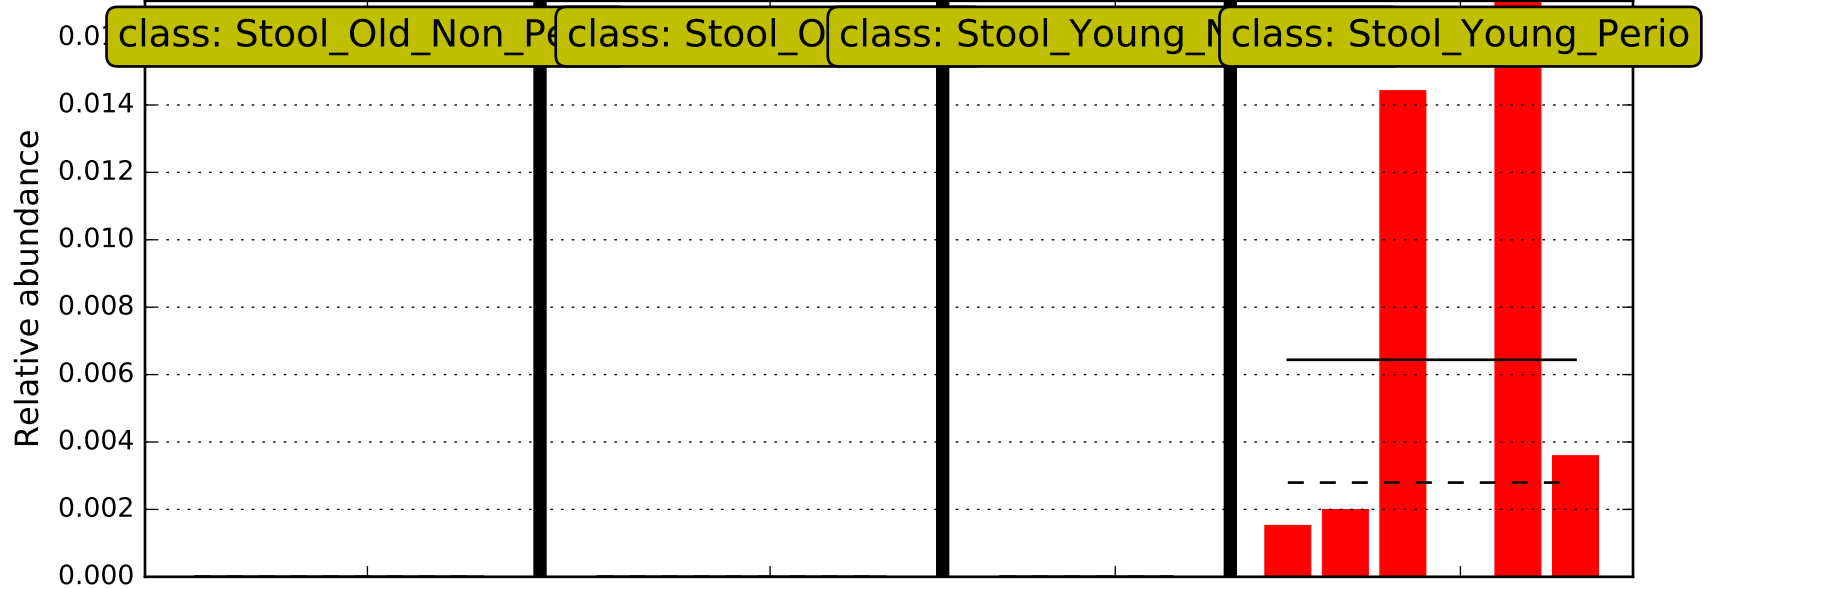 class: Stool_Old_Non_Pe
class: Stool_O
class: Stool_Young_
class: Stool_Young_Perio
0.014
0.012
0.010
0.008
0.006
0.004
0.002
0.000
Relative abundance